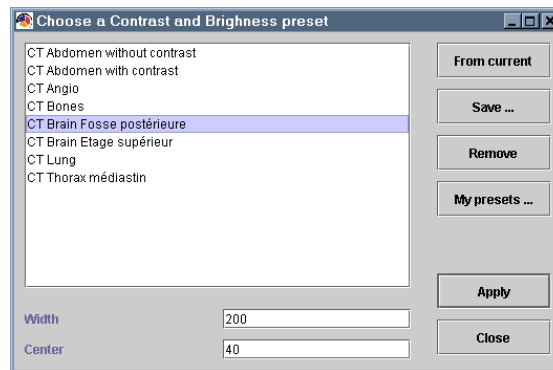 Choose a Contrast and Brighness preset
CT Abdomen without contrast
CT Abdomen with contrast
CT Angio
CT Bones
CT Brain Fosse postérieure
CT Brain Etage supérieur
CT Lung
CT Thorax médiastin
From current
Save ...
Remove
My presets ...
Apply
Width 200
Center 40
Close